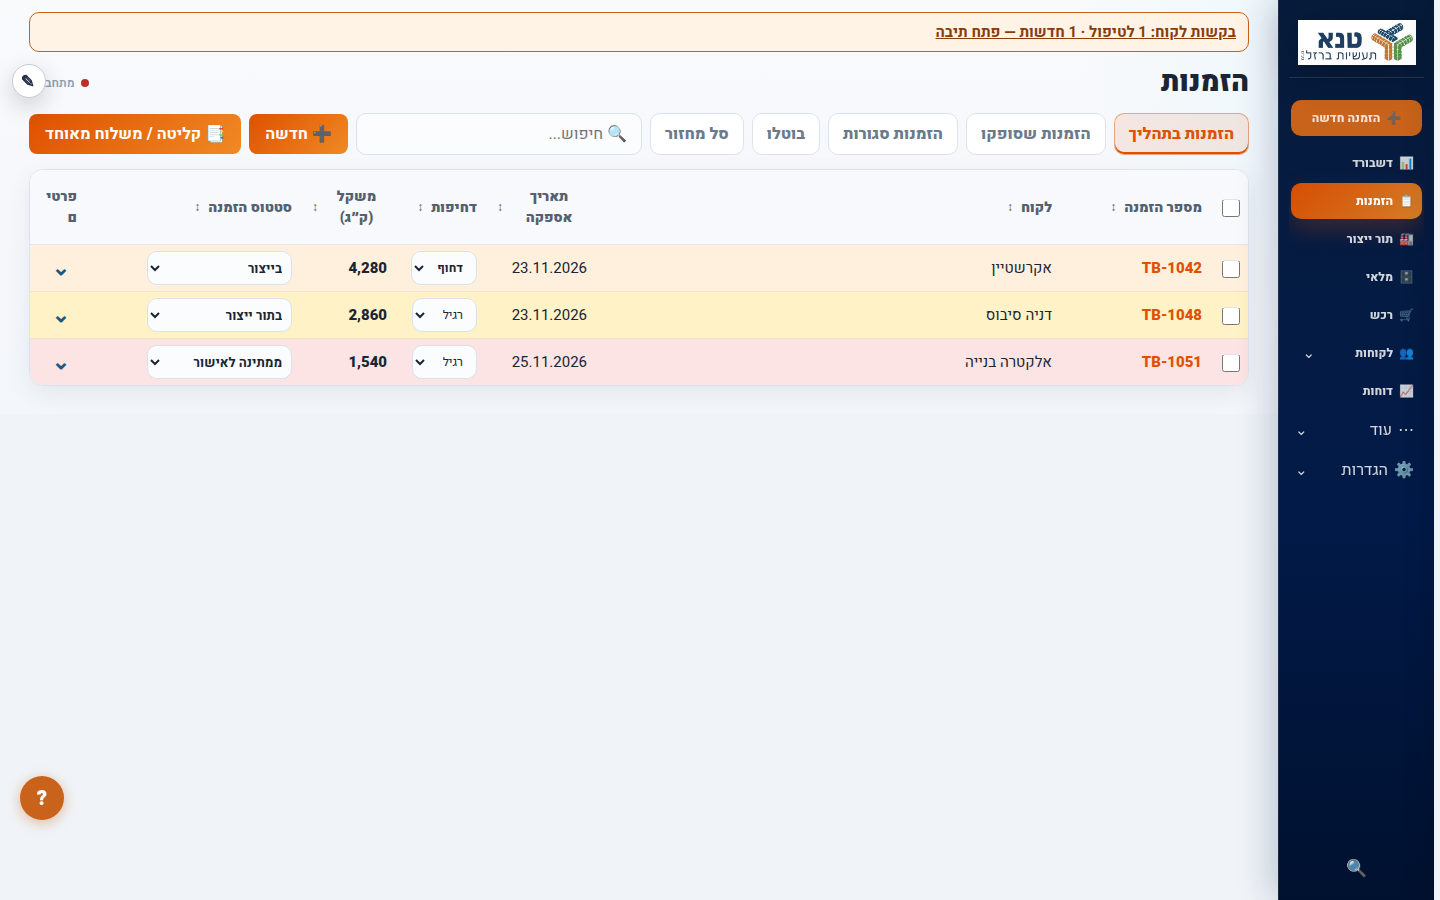 בקשות לקוח: 1 לטיפול · 1 חדשות — פתח תיבה
הזמנות
מתחב
הזמנות בתהליך
הזמנות שסופקו
הזמנות סגורות
בוטלו
סל מחזור
🔍 חיפוש...
➕ חדשה
📑 קליטה / משלוח מאוחד
מספר הזמנה ↕ לקוח ↕ תאריך אספקה ↕ דחיפות ↕ משקל (ק״ג) ↕ סטטוס הזמנה ↕ פרטים
TB-1042 אקרשטיין 23.11.2026 דחוף 4,280 בייצור
TB-1048 דניה סיבוס 23.11.2026 רגיל 2,860 בתור ייצור
TB-1051 אלקטרה בנייה 25.11.2026 רגיל 1,540 ממתינה לאישור
טנא
תעשיות ברזל
➕ הזמנה חדשה
📊 דשבורד
📋 הזמנות
🏭 תור ייצור
🗄️ מלאי
🛒 רכש
👥 לקוחות
📈 דוחות
⋯ עוד
⚙️ הגדרות
?